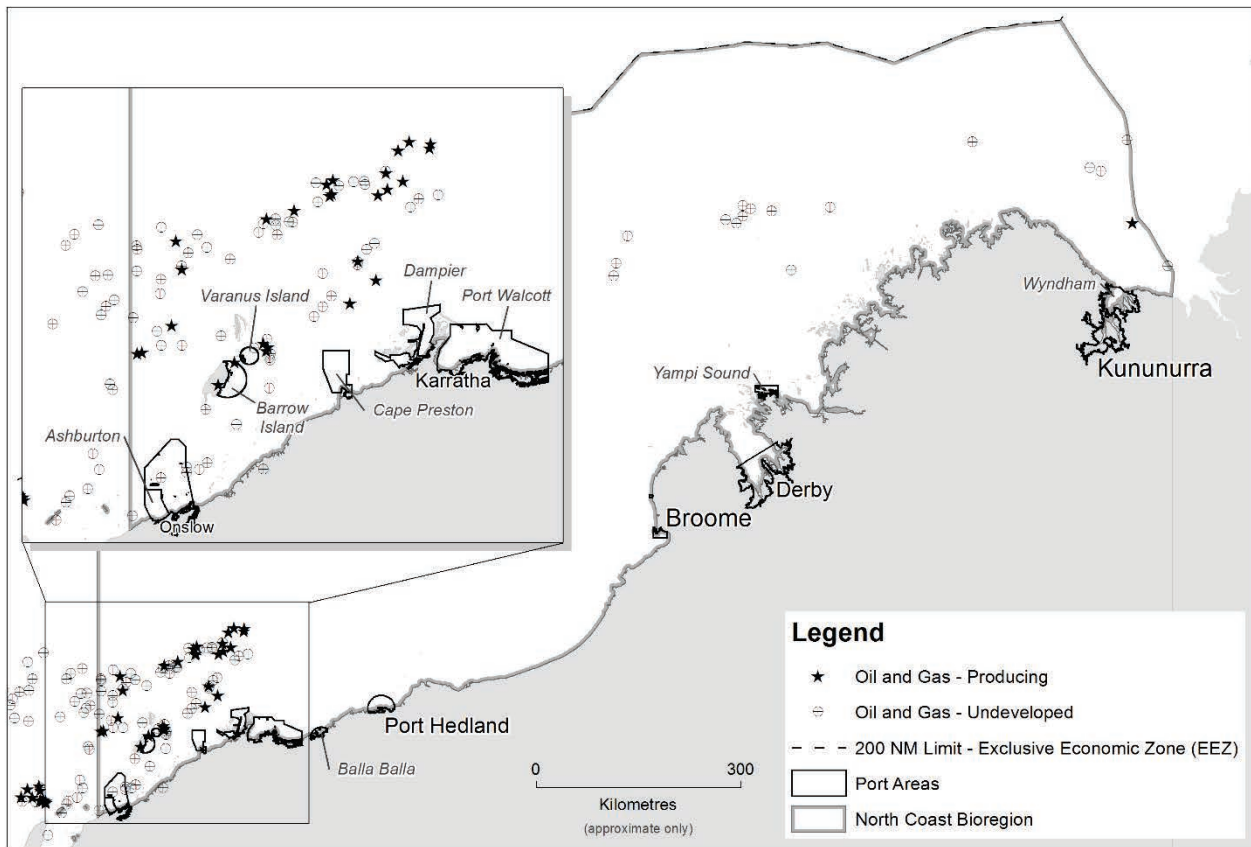 Dampier
Port Walcott
Varanus Island
Karratha
Cape Preston
Barrow
Island
Ashburton
Onslow
Wyndham
Kununurra
Yampi Sound
Derby
Broome
Port Hedland
Balla Balla
0 300
Kilometres
(approximate only)
Legend
Oil and Gas - Producing
Oil and Gas - Undeveloped
200 NM Limit - Exclusive Economic Zone (EEZ)
Port Areas
North Coast Bioregion